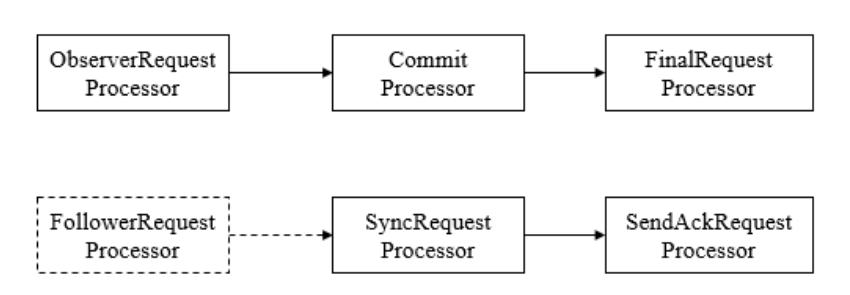 ObserverRequest
Processor
Commit
Processor
FinalRequest
Processor
FollowerRequest
Processor
SyncRequest
Processor
SendAckRequest
Processor